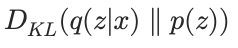 D_{KL}(q(z|x) ∥ p(z))